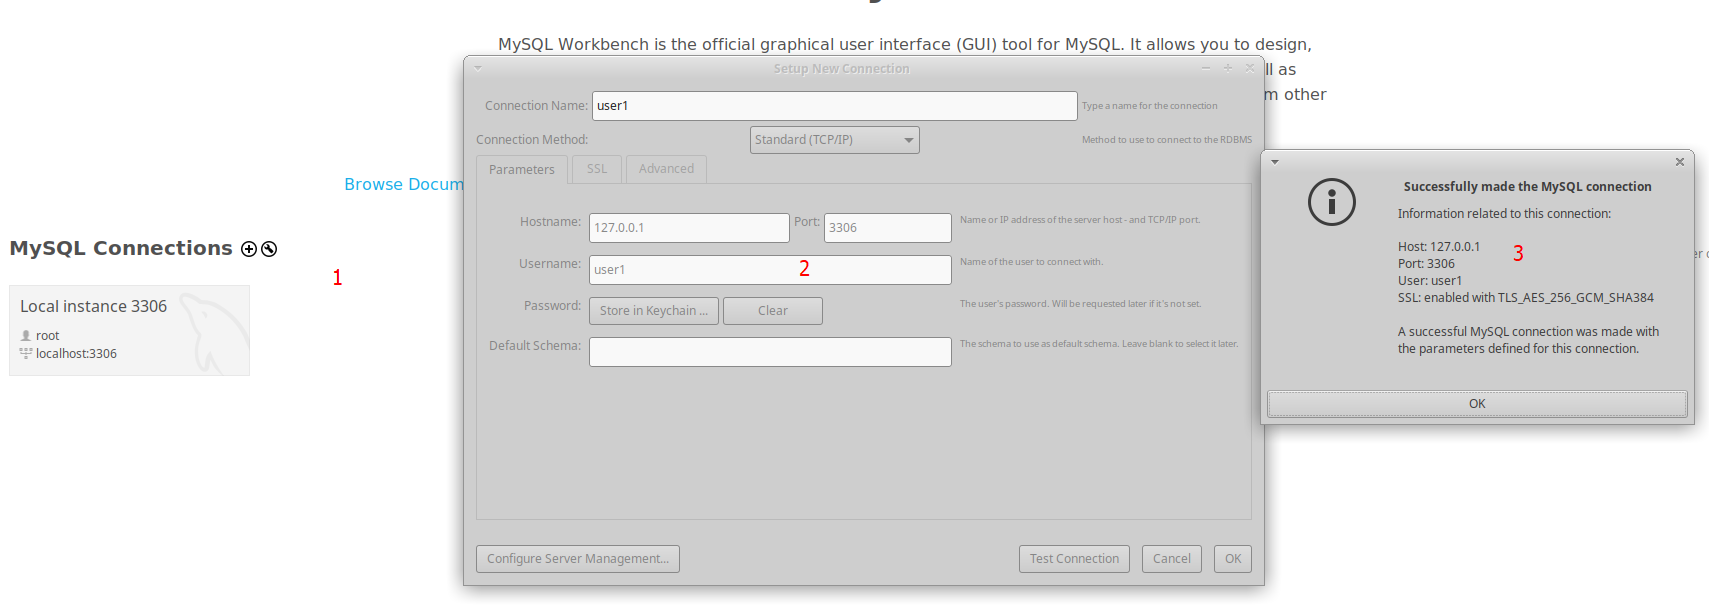 MySQL Workbench is the official graphical user interface (GUI) tool for MySQL. It allows you to design,
ll as
m other
Browse Docum
MySQL Connections
1
Local instance 3306
root
localhost:3306
Setup New Connection
Connection Name: user1 Type a name for the connection
Connection Method: Standard (TCP/IP) Method to use to connect to the RDBMS
Parameters SSL Advanced
Hostname: 127.0.0.1 Port: 3306 Name or IP address of the server host - and TCP/IP port.
Username: user1 2 Name of the user to connect with.
Password: Store in Keychain ... Clear The user's password. Will be requested later if it's not set.
Default Schema: The schema to use as default schema. Leave blank to select it later.
Configure Server Management... Test Connection Cancel OK
Successfully made the MySQL connection
Information related to this connection:
Host: 127.0.0.1
3
Port: 3306
User: user1
SSL: enabled with TLS_AES_256_GCM_SHA384
A successful MySQL connection was made with
the parameters defined for this connection.
OK